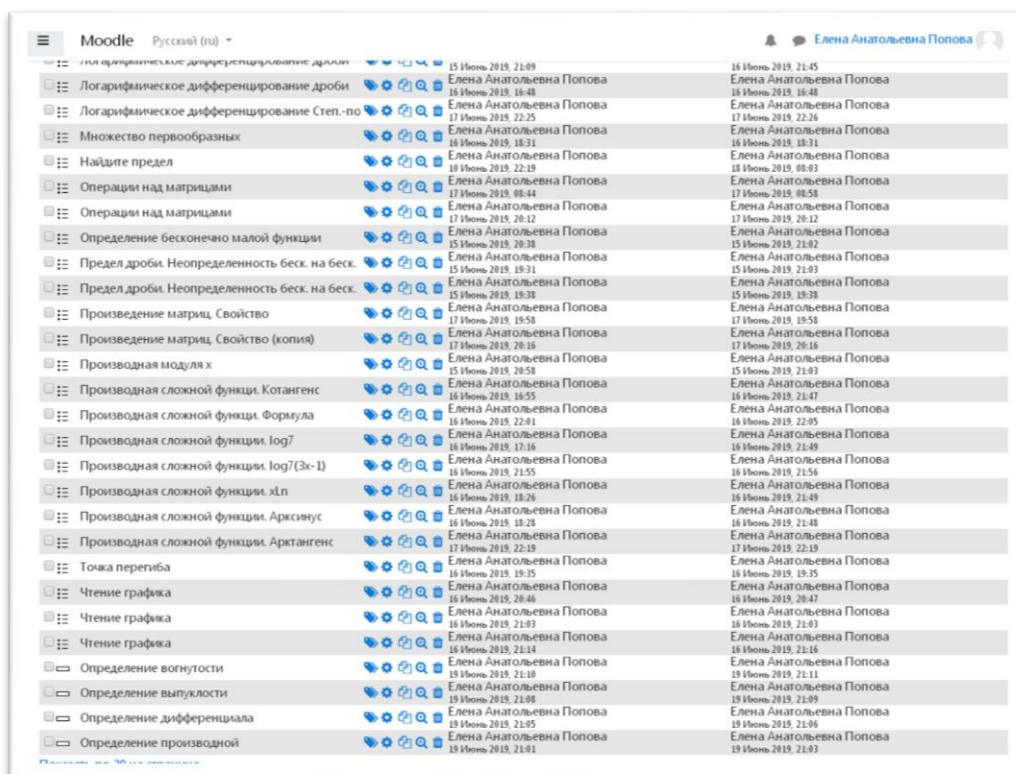 Moodle Русский (ru) Елена Анатольевна Попова
Логарифмическое дифференцирование дроби 15 Июнь 2019, 21:09 16 Июнь 2019, 21:45
Логарифмическое дифференцирование дроби Елена Анатольевна Попова Елена Анатольевна Попова
16 Июнь 2019, 16:48 16 Июнь 2019, 16:48
Логарифмическое дифференцирование Степ.-по Елена Анатольевна Попова Елена Анатольевна Попова
17 Июнь 2019, 22:25 17 Июнь 2019, 22:26
Множество первообразных Елена Анатольевна Попова Елена Анатольевна Попова
16 Июнь 2019, 18:31 16 Июнь 2019, 18:31
Найдите предел Елена Анатольевна Попова Елена Анатольевна Попова
10 Июнь 2019, 22:19 18 Июнь 2019, 08:03
Операции над матрицами Елена Анатольевна Попова Елена Анатольевна Попова
17 Июнь 2019, 08:44 17 Июнь 2019, 08:58
Операции над матрицами Елена Анатольевна Попова Елена Анатольевна Попова
17 Июнь 2019, 20:12 17 Июнь 2019, 20:12
Определение бесконечно малой функции Елена Анатольевна Попова Елена Анатольевна Попова
15 Июнь 2019, 20:38 15 Июнь 2019, 21:02
Предел дроби. Неопределенность беск. на беск. Елена Анатольевна Попова Елена Анатольевна Попова
15 Июнь 2019, 19:31 15 Июнь 2019, 21:03
Предел дроби. Неопределенность беск. на беск. Елена Анатольевна Попова Елена Анатольевна Попова
15 Июнь 2019, 19:38 15 Июнь 2019, 19:38
Произведение матриц. Свойство Елена Анатольевна Попова Елена Анатольевна Попова
17 Июнь 2019, 19:58 17 Июнь 2019, 19:58
Произведение матриц. Свойство (копия) Елена Анатольевна Попова Елена Анатольевна Попова
17 Июнь 2019, 20:16 17 Июнь 2019, 20:16
Производная модуля x Елена Анатольевна Попова Елена Анатольевна Попова
15 Июнь 2019, 20:58 15 Июнь 2019, 21:03
Производная сложной функци. Котангенс Елена Анатольевна Попова Елена Анатольевна Попова
16 Июнь 2019, 16:55 16 Июнь 2019, 21:47
Производная сложной функци. Формула Елена Анатольевна Попова Елена Анатольевна Попова
16 Июнь 2019, 22:01 16 Июнь 2019, 22:05
Производная сложной функции. log7 Елена Анатольевна Попова Елена Анатольевна Попова
16 Июнь 2019, 17:16 16 Июнь 2019, 21:49
Производная сложной функции. log7(3x-1) Елена Анатольевна Попова Елена Анатольевна Попова
16 Июнь 2019, 21:55 16 Июнь 2019, 21:56
Производная сложной функции. xLn Елена Анатольевна Попова Елена Анатольевна Попова
16 Июнь 2019, 18:26 16 Июнь 2019, 21:49
Производная сложной функции. Арксинус Елена Анатольевна Попова Елена Анатольевна Попова
16 Июнь 2019, 18:28 16 Июнь 2019, 21:48
Производная сложной функции. Арктангенс Елена Анатольевна Попова Елена Анатольевна Попова
17 Июнь 2019, 22:19 17 Июнь 2019, 22:19
Точка перегиба Елена Анатольевна Попова Елена Анатольевна Попова
16 Июнь 2019, 19:35 16 Июнь 2019, 19:35
Чтение графика Елена Анатольевна Попова Елена Анатольевна Попова
16 Июнь 2019, 20:46 16 Июнь 2019, 20:47
Чтение графика Елена Анатольевна Попова Елена Анатольевна Попова
16 Июнь 2019, 21:03 16 Июнь 2019, 21:03
Чтение графика Елена Анатольевна Попова Елена Анатольевна Попова
16 Июнь 2019, 21:14 16 Июнь 2019, 21:16
Определение вогнутости Елена Анатольевна Попова Елена Анатольевна Попова
19 Июнь 2019, 21:10 19 Июнь 2019, 21:11
Определение выпуклости Елена Анатольевна Попова Елена Анатольевна Попова
19 Июнь 2019, 21:08 19 Июнь 2019, 21:09
Определение дифференциала Елена Анатольевна Попова Елена Анатольевна Попова
19 Июнь 2019, 21:05 19 Июнь 2019, 21:06
Определение производной Елена Анатольевна Попова Елена Анатольевна Попова
19 Июнь 2019, 21:01 19 Июнь 2019, 21:03